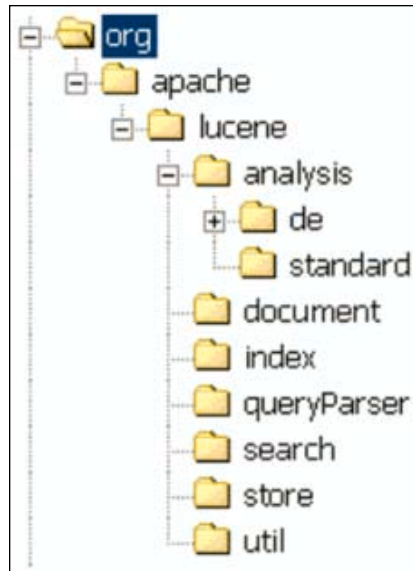 org
apache
lucene
analysis
de
standard
document
index
queryParser
search
store
util